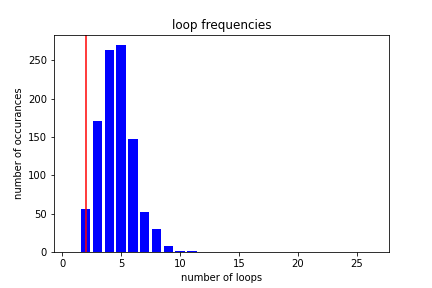 loop frequencies
250
200
150
100
50
0
number of occurances
0 5 10 15 20 25
number of loops